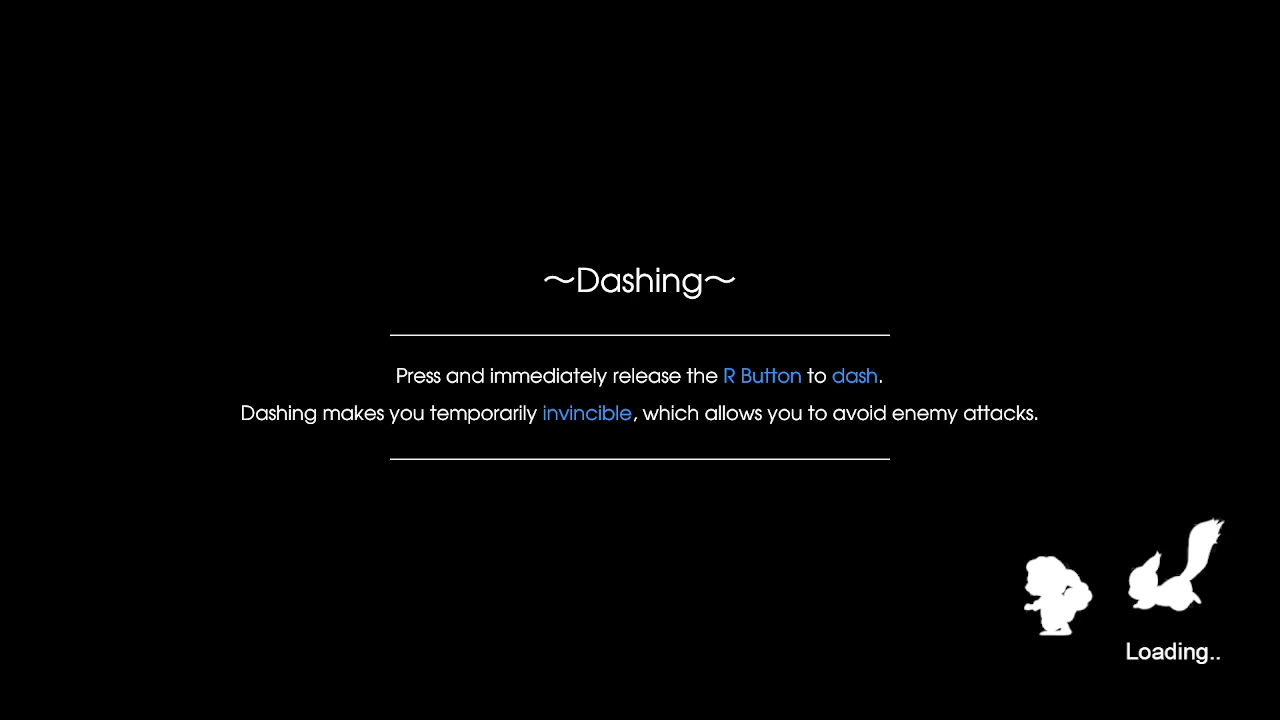 ～Dashing～
Press and immediately release the R Button to dash.
Dashing makes you temporarily invincible, which allows you to avoid enemy attacks.
Loading..